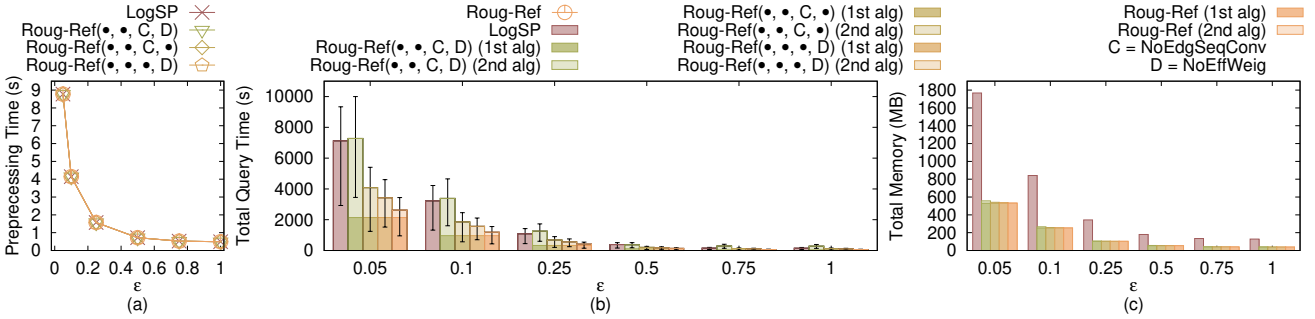 LogSP
Roug-Ref(•, •, C, D)
Roug-Ref(•, •, C, •)
Roug-Ref(•, •, •, D)
Roug-Ref
LogSP
Roug-Ref(•, •, C, D) (1st alg)
Roug-Ref(•, •, C, D) (2nd alg)
Roug-Ref(•, •, C, •) (1st alg)
Roug-Ref(•, •, C, •) (2nd alg)
Roug-Ref(•, •, •, D) (1st alg)
Roug-Ref(•, •, •, D) (2nd alg)
Roug-Ref (1st alg)
Roug-Ref (2nd alg)
C = NoEdgSeqConv
D = NoEffWeig
Preprecessing Time (s)
9
8
7
6
5
4
3
2
1
0
0 0.2 0.4 0.6 0.8 1
ε
(a)
Total Query Time (s)
10000
8000
6000
4000
2000
0
0.05 0.1 0.25 0.5 0.75 1
ε
(b)
Total Memory (MB)
1800
1600
1400
1200
1000
800
600
400
200
0
0.05 0.1 0.25 0.5 0.75 1
ε
(c)